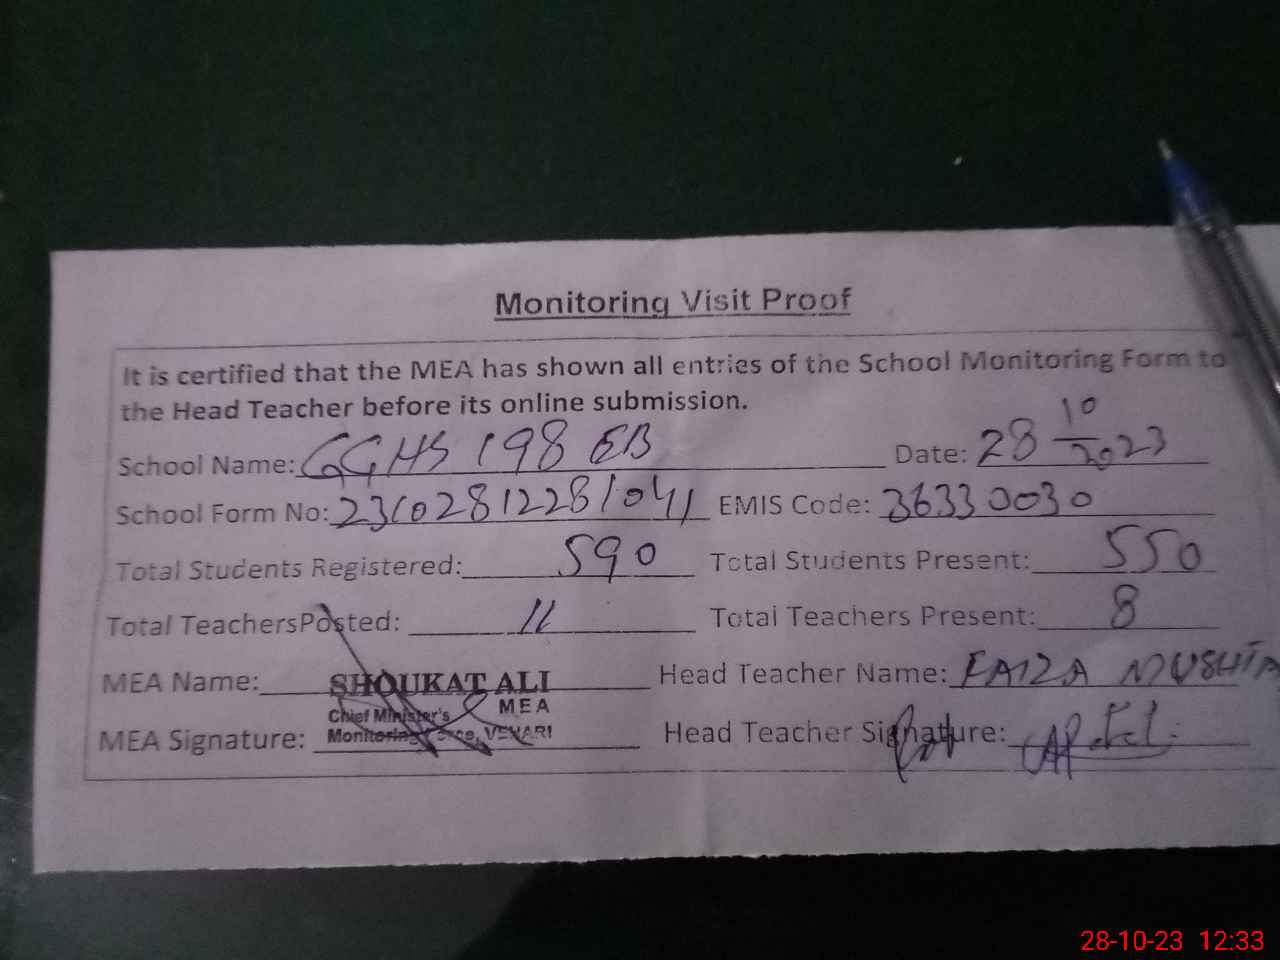 Monitoring Visit Proof
It is certified that the MEA has shown all entries of the School Monitoring Form to
the Head Teacher before its online submission.
School Name: GGHS 198 EB Date: 28 10/2023
School Form No: 231028122281041 EMIS Code: 36330030
Total Students Registered: 590 Total Students Present: 550
Total TeachersPosted: 11 Total Teachers Present: 8
MEA Name: SHOUKAT ALI Head Teacher Name: FAIZA
MEA
Chief Minister's
MEA Signature: Monitoring Force, VEHARI Head Teacher Signature:
28-10-23 12:33